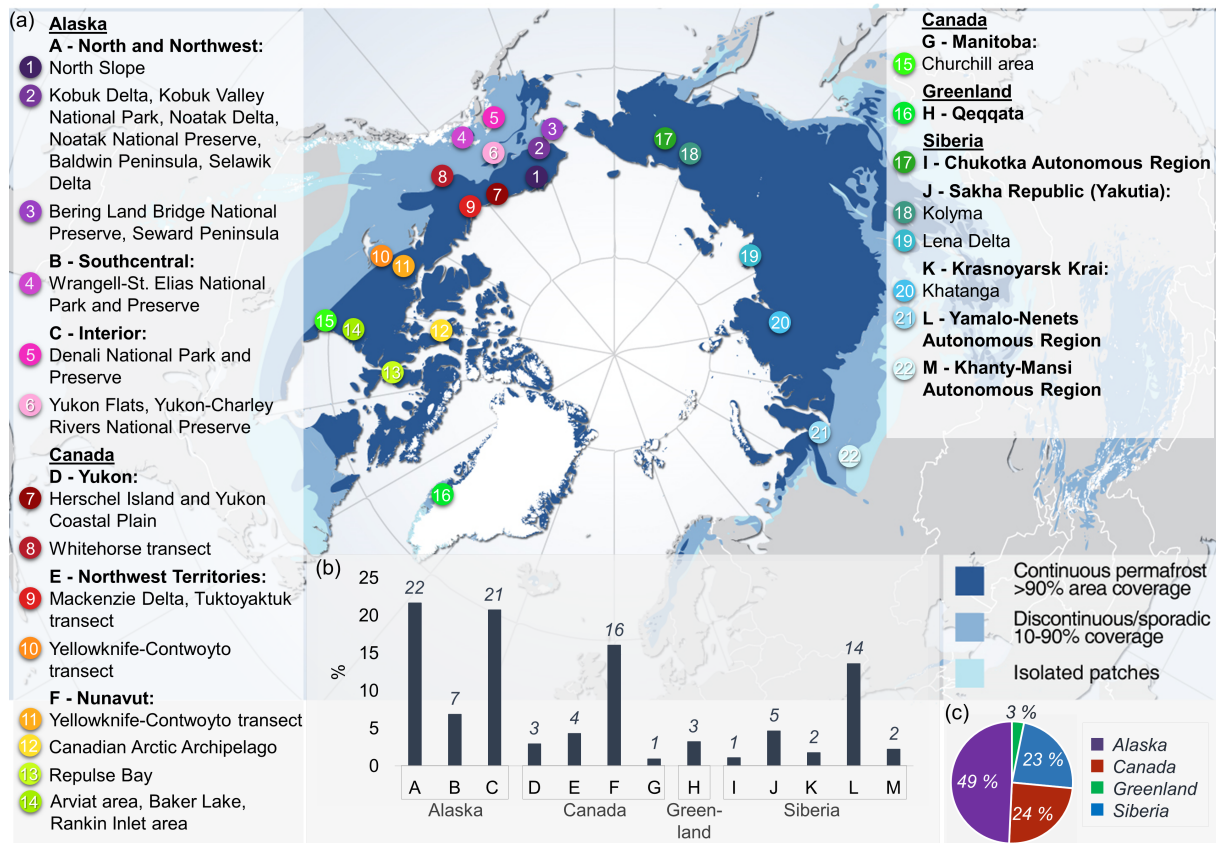 (a)
Alaska
A - North and Northwest:
1 North Slope
2 Kobuk Delta, Kobuk Valley
National Park, Noatak Delta,
Noatak National Preserve,
Baldwin Peninsula, Selawik
Delta
3 Bering Land Bridge National
Preserve, Seward Peninsula
B - Southcentral:
4 Wrangell-St. Elias National
Park and Preserve
C - Interior:
5 Denali National Park and
Preserve
6 Yukon Flats, Yukon-Charley
Rivers National Preserve
Canada
D - Yukon:
7 Herschel Island and Yukon
Coastal Plain
8 Whitehorse transect
E - Northwest Territories:
9 Mackenzie Delta, Tuktoyaktuk
transect
10 Yellowknife-Contwoyto
transect
F - Nunavut:
11 Yellowknife-Contwoyto transect
12 Canadian Arctic Archipelago
13 Repulse Bay
14 Arviat area, Baker Lake,
Rankin Inlet area
5
4
3
6
2
8
1
7
9
10
11
15
14
12
13
16
17
18
19
20
21
22
Canada
G - Manitoba:
15 Churchill area
Greenland
H - Qeqqata
16
Siberia
17 I - Chukotka Autonomous Region
J - Sakha Republic (Yakutia):
18 Kolyma
19 Lena Delta
K - Krasnoyarsk Krai:
20 Khatanga
21 L - Yamalo-Nenets
Autonomous Region
22 M - Khanty-Mansi
Autonomous Region
Continuous permafrost
>90% area coverage
Discontinuous/sporadic
10-90% coverage
Isolated patches
(b)
25
20
15
10
5
0
%
22 7 21 3 4 16 1 3 1 5 2 14 2
A B C D E F G H I J K L M
Alaska Canada Green-
land Siberia
(c)
3 %
23 %
24 %
49 %
Alaska
Canada
Greenland
Siberia